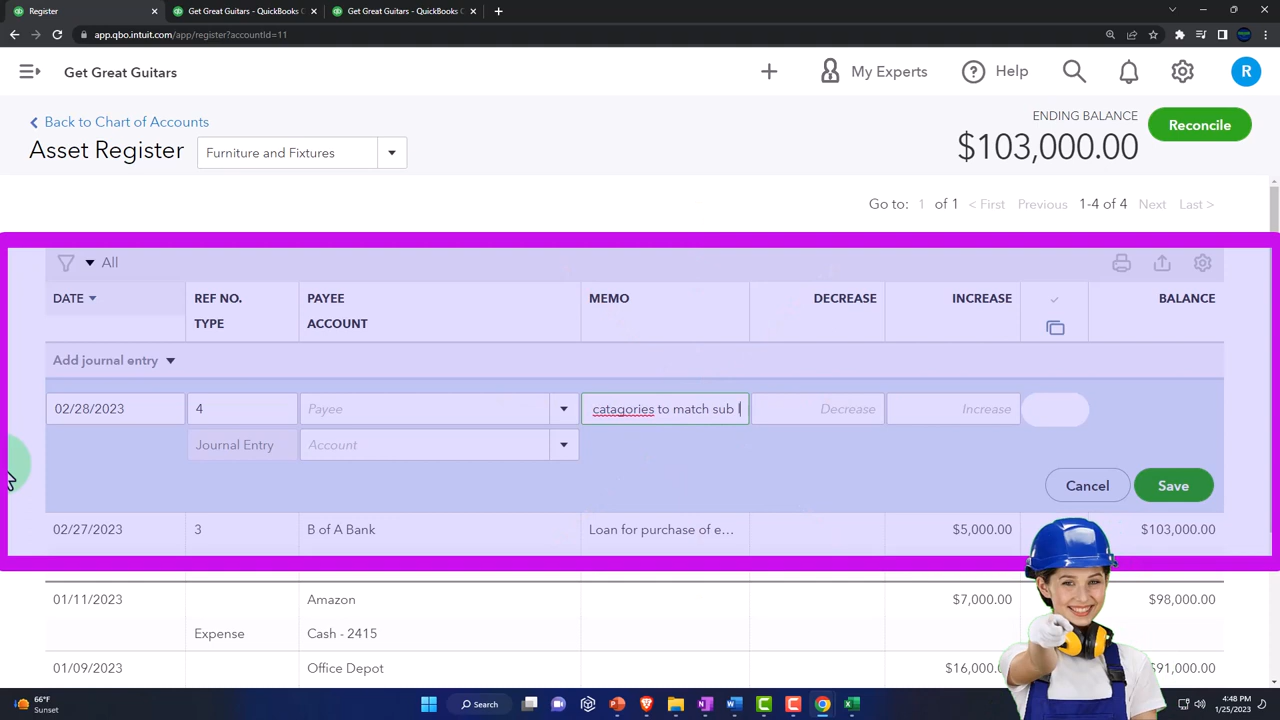 Register
Get Great Guitars - QuickBooks O
Get Great Guitars - QuickBooks O
app.qbo.intuit.com/app/register?accountId=11
Get Great Guitars
My Experts
Help
R
Back to Chart of Accounts
ENDING BALANCE
Reconcile
Asset Register
Furniture and Fixtures
$103,000.00
Go to: 1 of 1 < First Previous 1-4 of 4 Next Last >
All
DATE REF NO. PAYEE MEMO DECREASE INCREASE BALANCE
TYPE ACCOUNT
Add journal entry
02/28/2023 4 Payee catagories to match sub Decrease Increase
Journal Entry Account
Cancel Save
02/27/2023 3 B of A Bank Loan for purchase of e... $5,000.00 $103,000.00
01/11/2023 Amazon $7,000.00 $98,000.00
Expense Cash - 2415
01/09/2023 Office Depot $16,000. $91,000.00
66°F
Sunset
Search
4:48 PM
1/25/2023